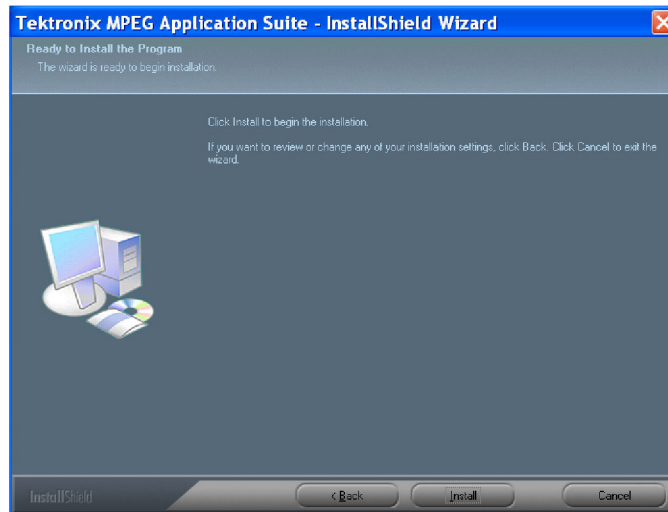 Tektronix MPEG Application Suite - InstallShield Wizard
Ready to Install the Program
The wizard is ready to begin installation.
Click Install to begin the installation.
If you want to review or change any of your installation settings, click Back. Click Cancel to exit the
wizard.
InstallShield
< Back
Install
Cancel